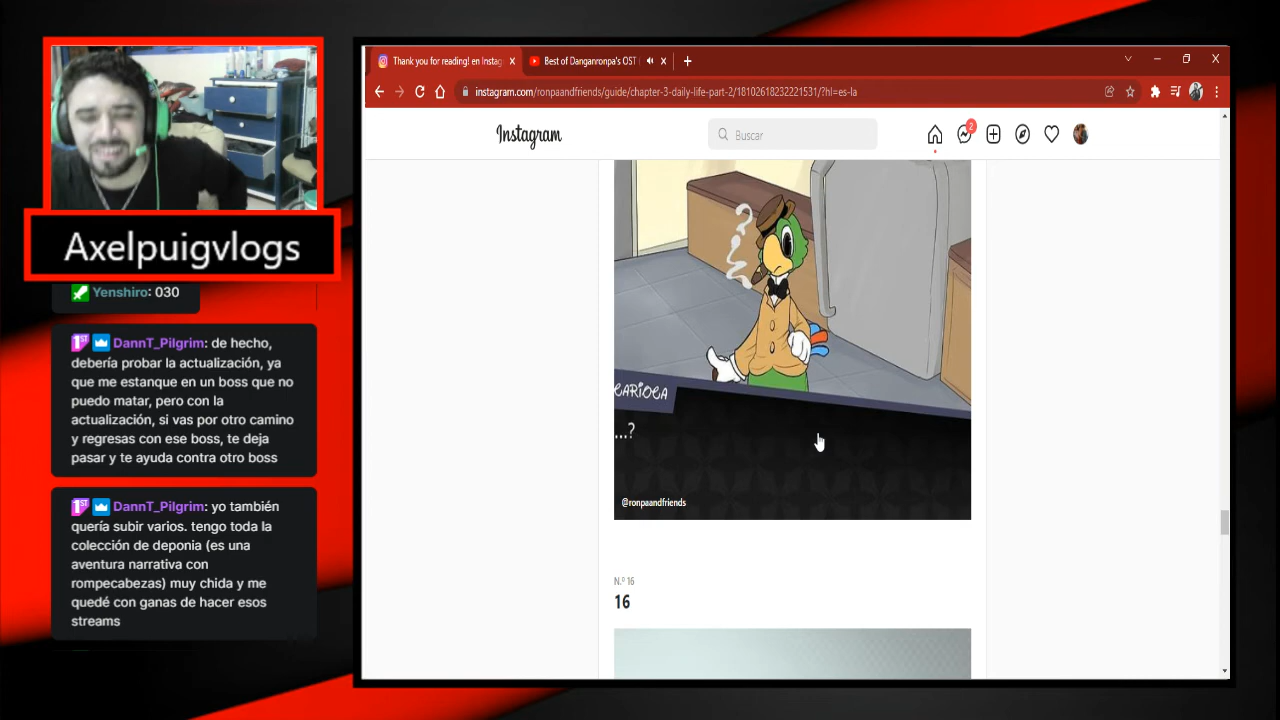 Axelpuigvlogs
Yenshiro: 030
DannT_Pilgrim: de hecho,
debería probar la actualización, ya
que me estanque en un boss que no
puedo matar, pero con la
actualización, si vas por otro camino
y regresas con ese boss, te deja
pasar y te ayuda contra otro boss
DannT_Pilgrim: yo también
quería subir varios. tengo toda la
colección de deponia (es una
aventura narrativa con
rompecabezas) muy chida y me
quedé con ganas de hacer esos
streams
Thank you for reading! en Instag
Best of Danganronpa's OST
instagram.com/ronpaandfriends/guide/chapter-3-daily-life-part-2/18102618232221531/?hl=es-la
Instagram
Buscar
2
CARIOCA
...?
@ronpaandfriends
N.º 16
16